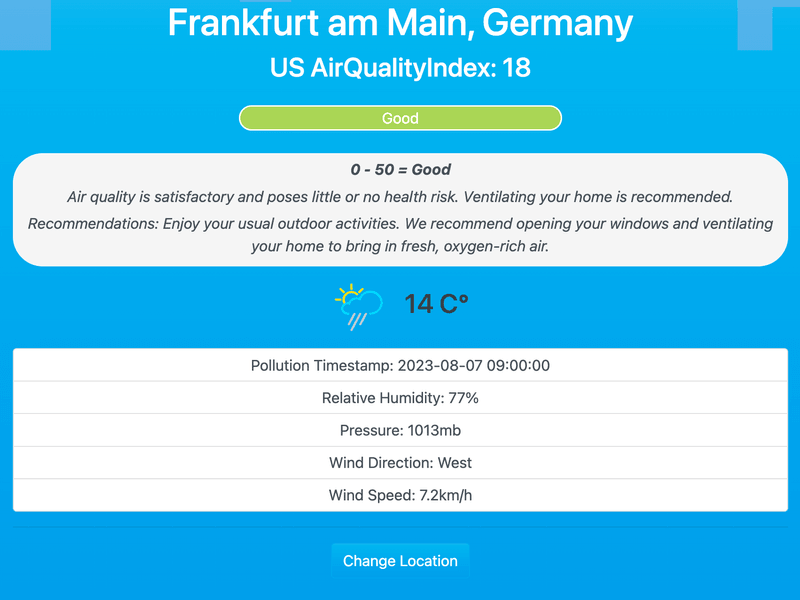 Frankfurt am Main, Germany
US AirQualityIndex: 18
Good
0 - 50 = Good
Air quality is satisfactory and poses little or no health risk. Ventilating your home is recommended.
Recommendations: Enjoy your usual outdoor activities. We recommend opening your windows and ventilating
your home to bring in fresh, oxygen-rich air.
14 C°
Pollution Timestamp: 2023-08-07 09:00:00
Relative Humidity: 77%
Pressure: 1013mb
Wind Direction: West
Wind Speed: 7.2km/h
Change Location